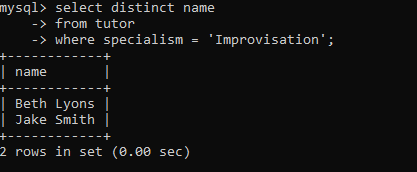 mysql> select distinct name
    -> from tutor
    -> where specialism = 'Improvisation';
+------------+
| name       |
+------------+
| Beth Lyons |
| Jake Smith |
+------------+
2 rows in set (0.00 sec)